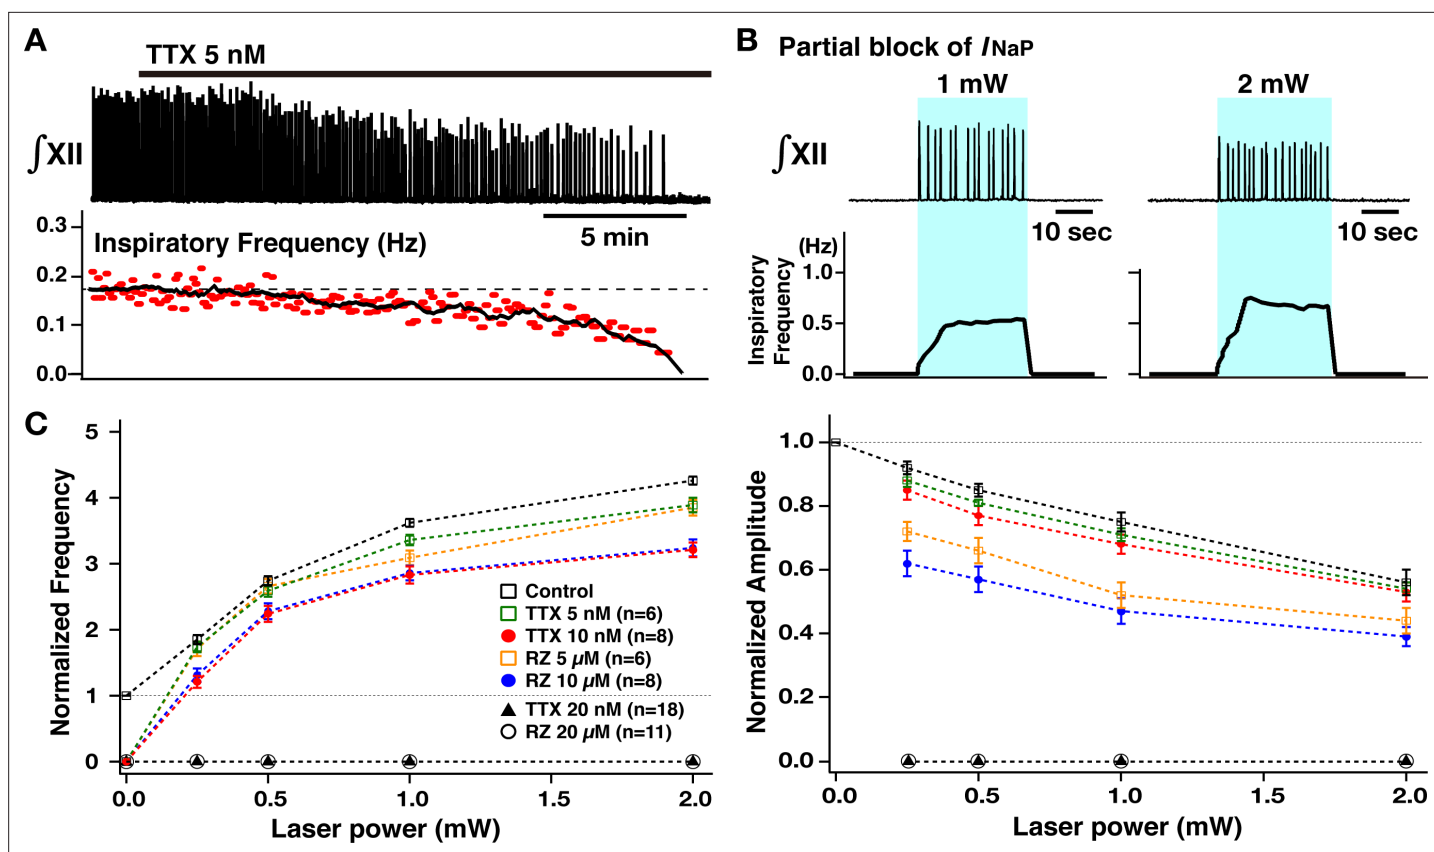 A
TTX 5 nM
∫XII
5 min
0.3
0.2
0.1
0.0
Inspiratory Frequency (Hz)
B
Partial block of INaP
1 mW
2 mW
∫XII
10 sec
10 sec
(Hz)
Inspiratory
Frequency
1.0
0.5
0.0
C
Normalized Frequency
5
4
3
2
1
0
Control
TTX 5 nM (n=6)
TTX 10 nM (n=8)
RZ 5 µM (n=6)
RZ 10 µM (n=8)
TTX 20 nM (n=18)
RZ 20 µM (n=11)
0.0 0.5 1.0 1.5 2.0
Laser power (mW)
Normalized Amplitude
1.0
0.8
0.6
0.4
0.2
0.0
0.0 0.5 1.0 1.5 2.0
Laser power (mW)